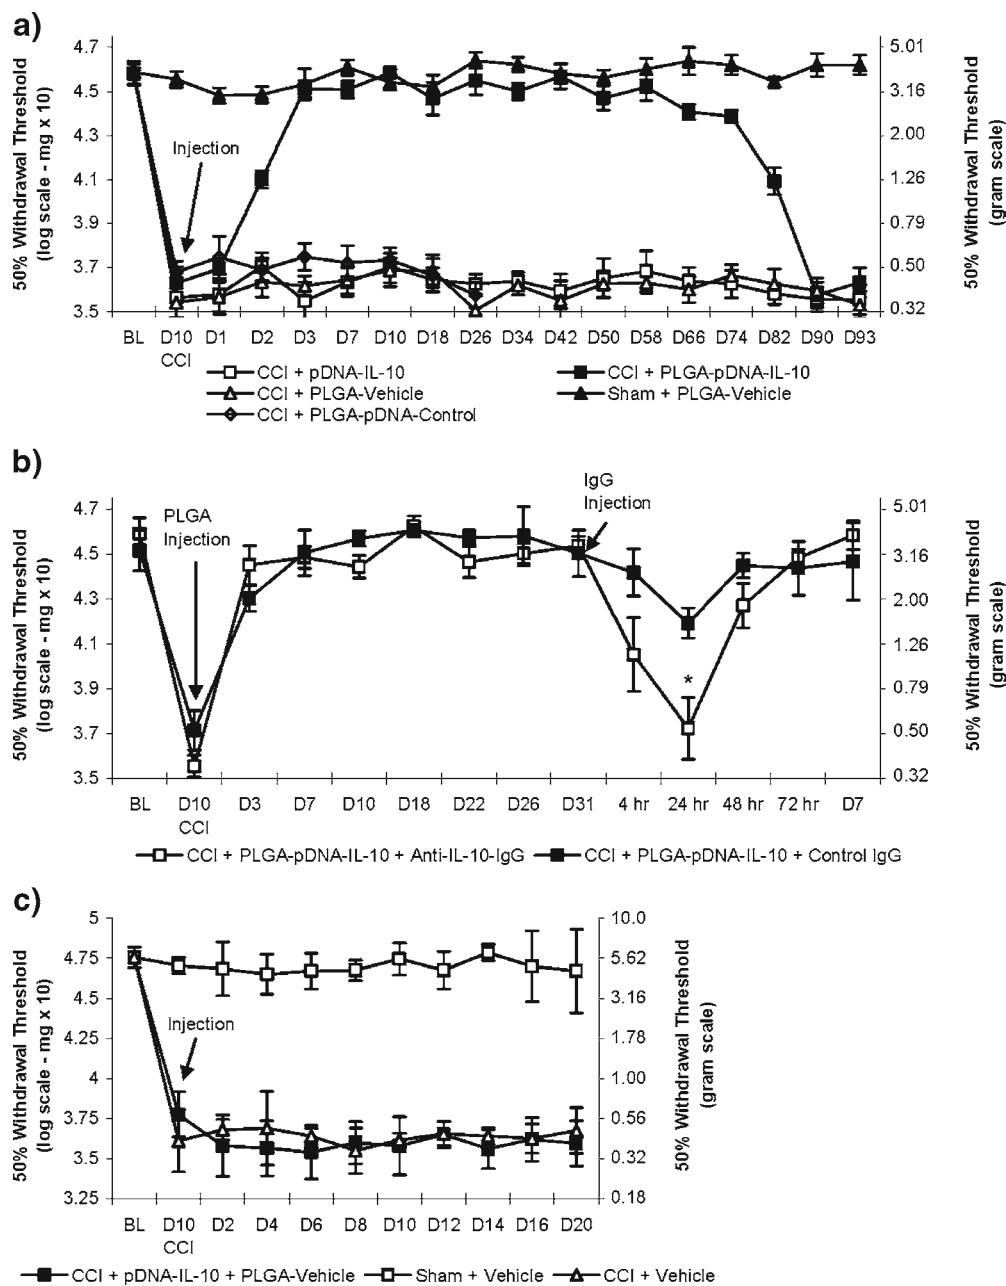 a)
50% Withdrawal Threshold
(log scale - mg x 10)
4.7
4.5
4.3
4.1
3.9
3.7
3.5
Injection
5.01
3.16
2.00
1.26
0.79
0.50
0.32
50% Withdrawal Threshold
(gram scale)
BL D10 D1 D2 D3 D7 D10 D18 D26 D34 D42 D50 D58 D66 D74 D82 D90 D93
CCI
CCI + pDNA-IL-10
CCI + PLGA-pDNA-IL-10
CCI + PLGA-Vehicle
Sham + PLGA-Vehicle
CCI + PLGA-pDNA-Control
b)
50% Withdrawal Threshold
(log scale - mg x 10)
4.7
4.5
4.3
4.1
3.9
3.7
3.5
PLGA
Injection
IgG
Injection
*
5.01
3.16
2.00
1.26
0.79
0.50
0.32
50% Withdrawal Threshold
(gram scale)
BL D10 D3 D7 D10 D18 D22 D26 D31 4 hr 24 hr 48 hr 72 hr D7
CCI
CCI + PLGA-pDNA-IL-10 + Anti-IL-10-IgG
CCI + PLGA-pDNA-IL-10 + Control IgG
c)
50% Withdrawal Threshold
(log scale - mg x 10)
5
4.75
4.5
4.25
4
3.75
3.5
3.25
Injection
10.0
5.62
3.16
1.78
1.00
0.56
0.32
0.18
50% Withdrawal Threshold
(gram scale)
BL D10 D2 D4 D6 D8 D10 D12 D14 D16 D20
CCI
CCI + pDNA-IL-10 + PLGA-Vehicle
Sham + Vehicle
CCI + Vehicle